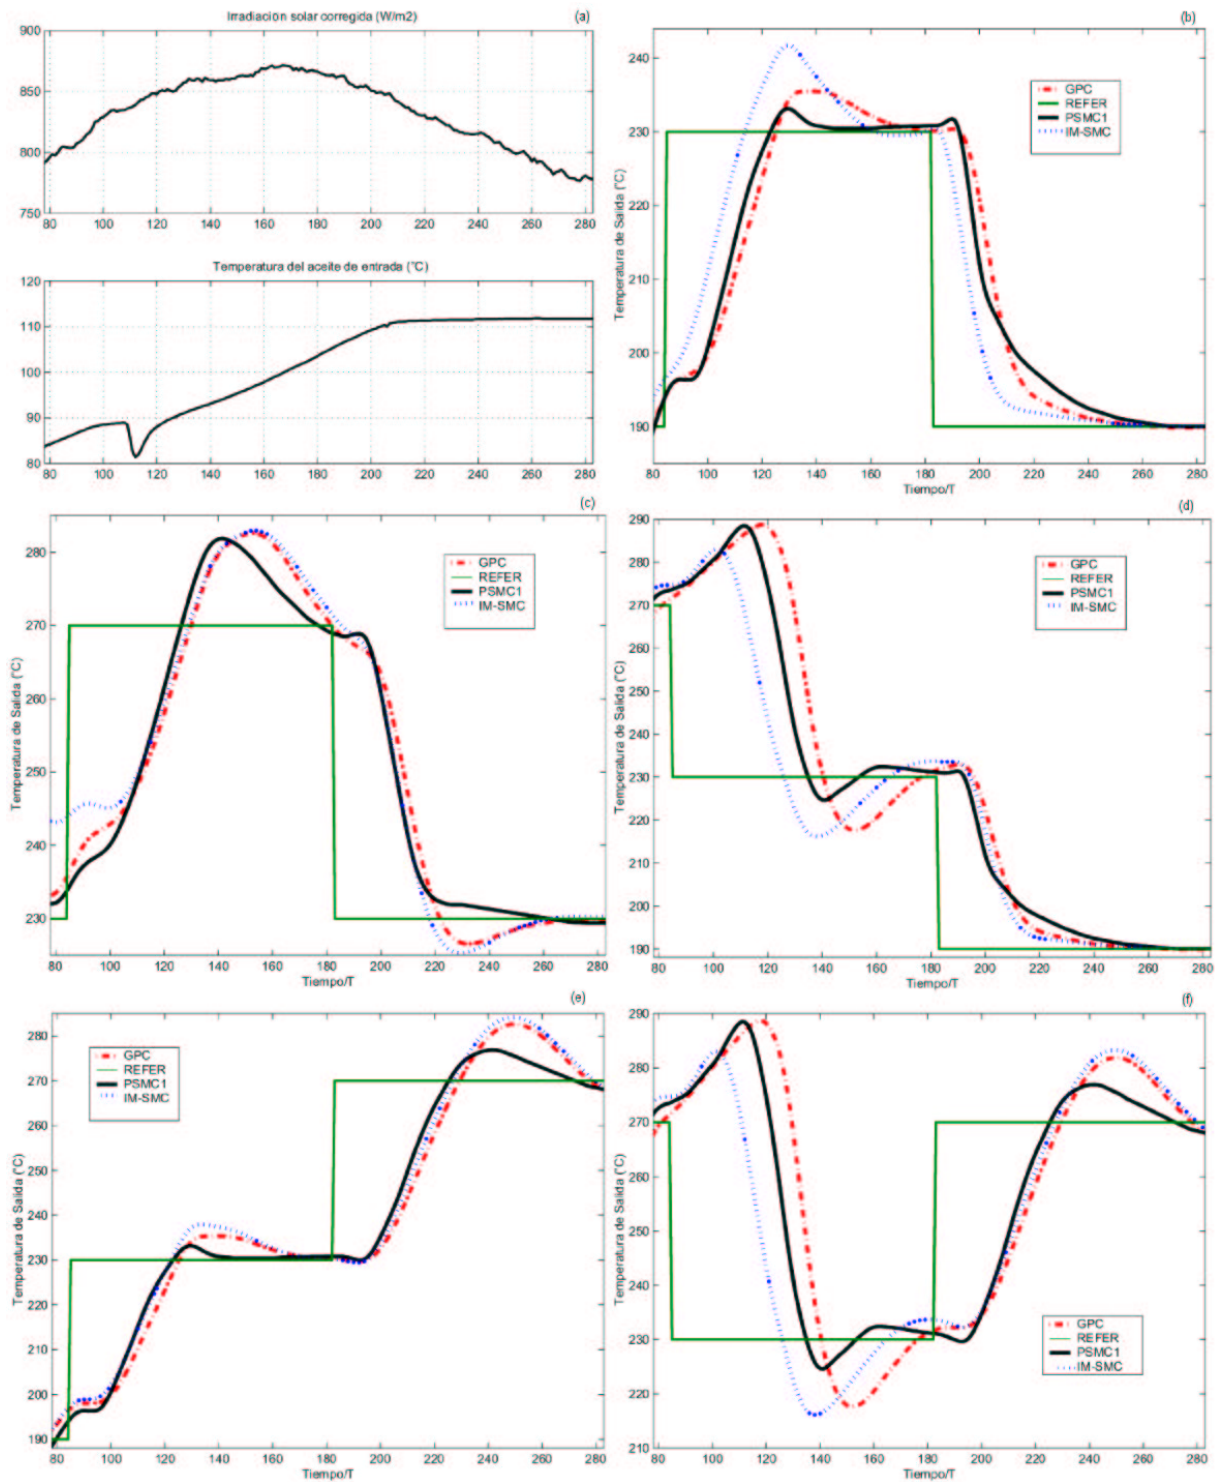 Irradiación solar corregida (W/m2)
(a)
900
850
800
750
80 100 120 140 160 180 200 220 240 260 280
Temperatura del aceite de entrada (°C)
120
110
100
90
80
80 100 120 140 160 180 200 220 240 260 280
(b)
Temperatura de Salida (°C)
240
230
220
210
200
190
GPC
REFER
PSMC1
IM-SMC
80 100 120 140 160 180 200 220 240 260 280
Tiempo/T
(c)
Temperatura de Salida (°C)
280
270
260
250
240
230
GPC
REFER
PSMC1
IM-SMC
80 100 120 140 160 180 200 220 240 260 280
Tiempo/T
(d)
Temperatura de Salida (°C)
290
280
270
260
250
240
230
220
210
200
190
GPC
REFER
PSMC1
IM-SMC
80 100 120 140 160 180 200 220 240 260 280
Tiempo/T
(e)
Temperatura de Salida (°C)
280
270
260
250
240
230
220
210
200
190
GPC
REFER
PSMC1
IM-SMC
80 100 120 140 160 180 200 220 240 260 280
Tiempo/T
(f)
Temperatura de Salida (°C)
290
280
270
260
250
240
230
220
210
GPC
REFER
PSMC1
IM-SMC
80 100 120 140 160 180 200 220 240 260 280
Tiempo/T